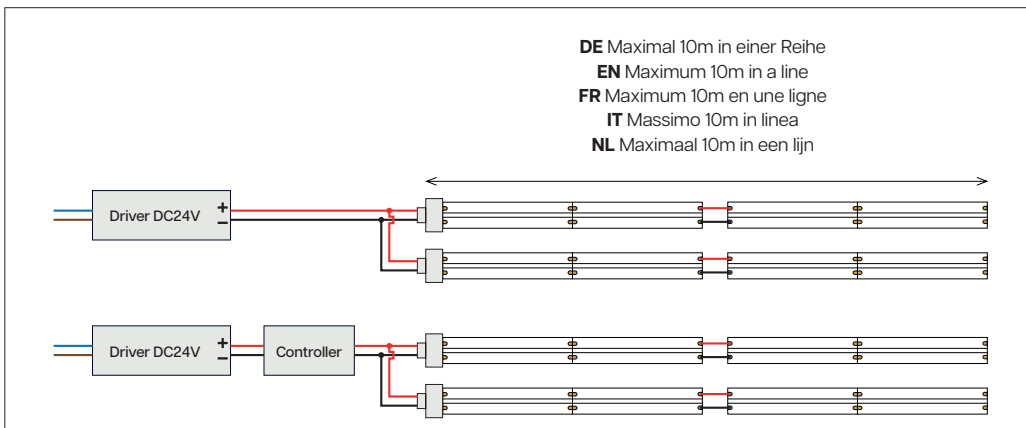 DE Maximal 10m in einer Reihe
EN Maximum 10m in a line
FR Maximum 10m en une ligne
IT Massimo 10m in linea
NL Maximaal 10m in een lijn
Driver DC24V + −
Driver DC24V + −
Controller